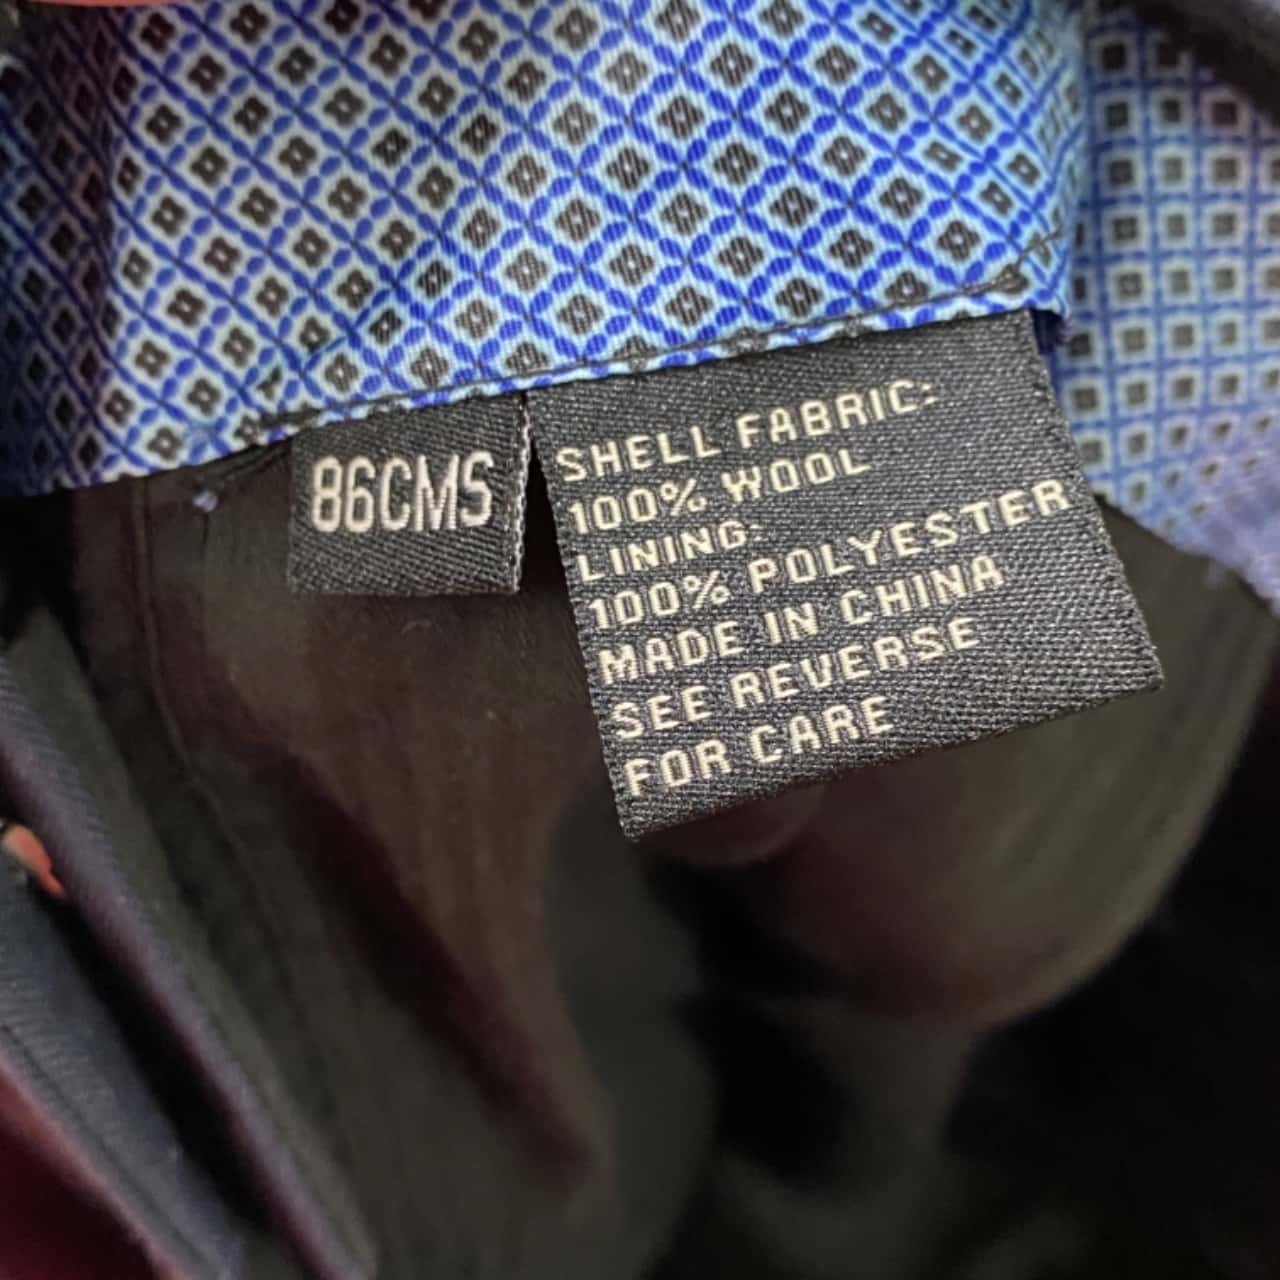 86CMS
SHELL FABRIC:
100% WOOL
LINING:
100% POLYESTER
MADE IN CHINA
SEE REVERSE
FOR CARE